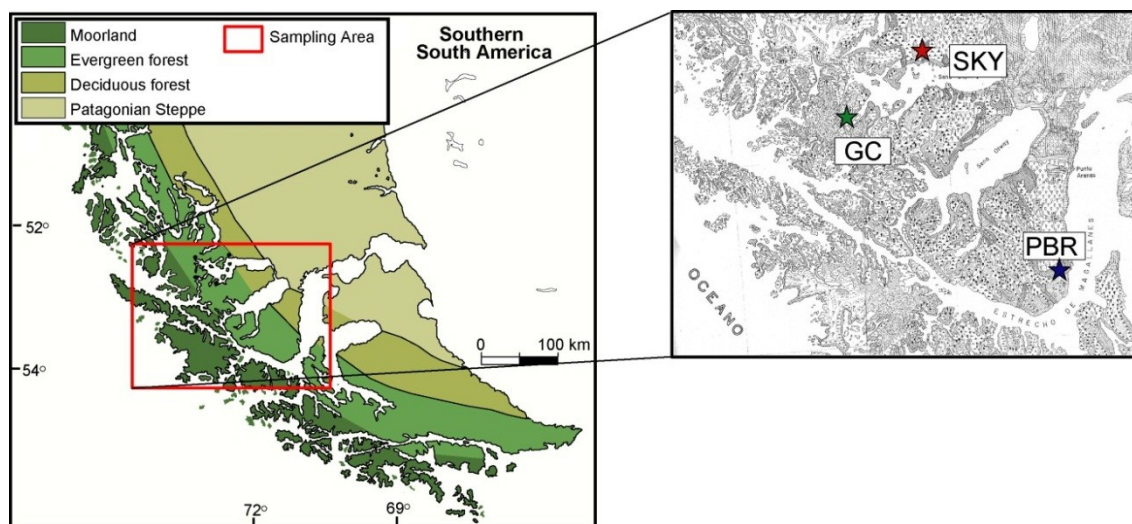 Moorland
Evergreen forest
Deciduous forest
Patagonian Steppe
Sampling Area
Southern
South America
52°
54°
72°
69°
0 100 km
SKY
GC
PBR
Seno Otway
Punta
Arenas
OCEANO
ESTRECHO DE MAGALLANES